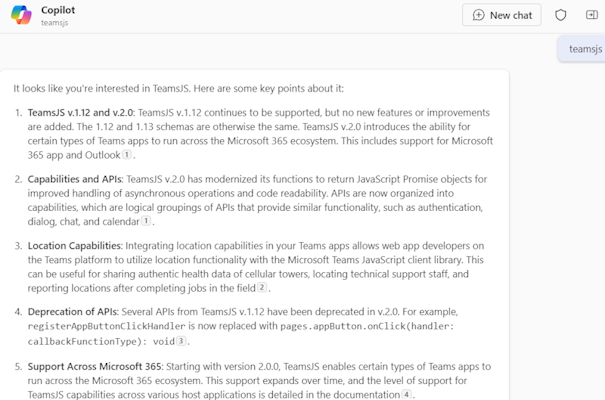 Copilot
teamsjs
New chat
teamsjs
It looks like you're interested in TeamsJS. Here are some key points about it:
1. TeamsJS v.1.12 and v.2.0: TeamsJS v.1.12 continues to be supported, but no new features or improvements
are added. The 1.12 and 1.13 schemas are otherwise the same. TeamsJS v.2.0 introduces the ability for
certain types of Teams apps to run across the Microsoft 365 ecosystem. This includes support for Microsoft
365 app and Outlook 1 .
2. Capabilities and APIs: TeamsJS v.2.0 has modernized its functions to return JavaScript Promise objects for
improved handling of asynchronous operations and code readability. APIs are now organized into
capabilities, which are logical groupings of APIs that provide similar functionality, such as authentication,
dialog, chat, and calendar 1 .
3. Location Capabilities: Integrating location capabilities in your Teams apps allows web app developers on
the Teams platform to utilize location functionality with the Microsoft Teams JavaScript client library. This
can be useful for sharing authentic health data of cellular towers, locating technical support staff, and
reporting locations after completing jobs in the field 2 .
4. Deprecation of APIs: Several APIs from TeamsJS v.1.12 have been deprecated in v.2.0. For example,
registerAppButtonClickHandler is now replaced with pages.appButton.onClick(handler:
callbackFunctionType): void 3 .
5. Support Across Microsoft 365: Starting with version 2.0.0, TeamsJS enables certain types of Teams apps to
run across the Microsoft 365 ecosystem. This support expands over time, and the level of support for
TeamsJS capabilities across various host applications is detailed in the documentation 4 .